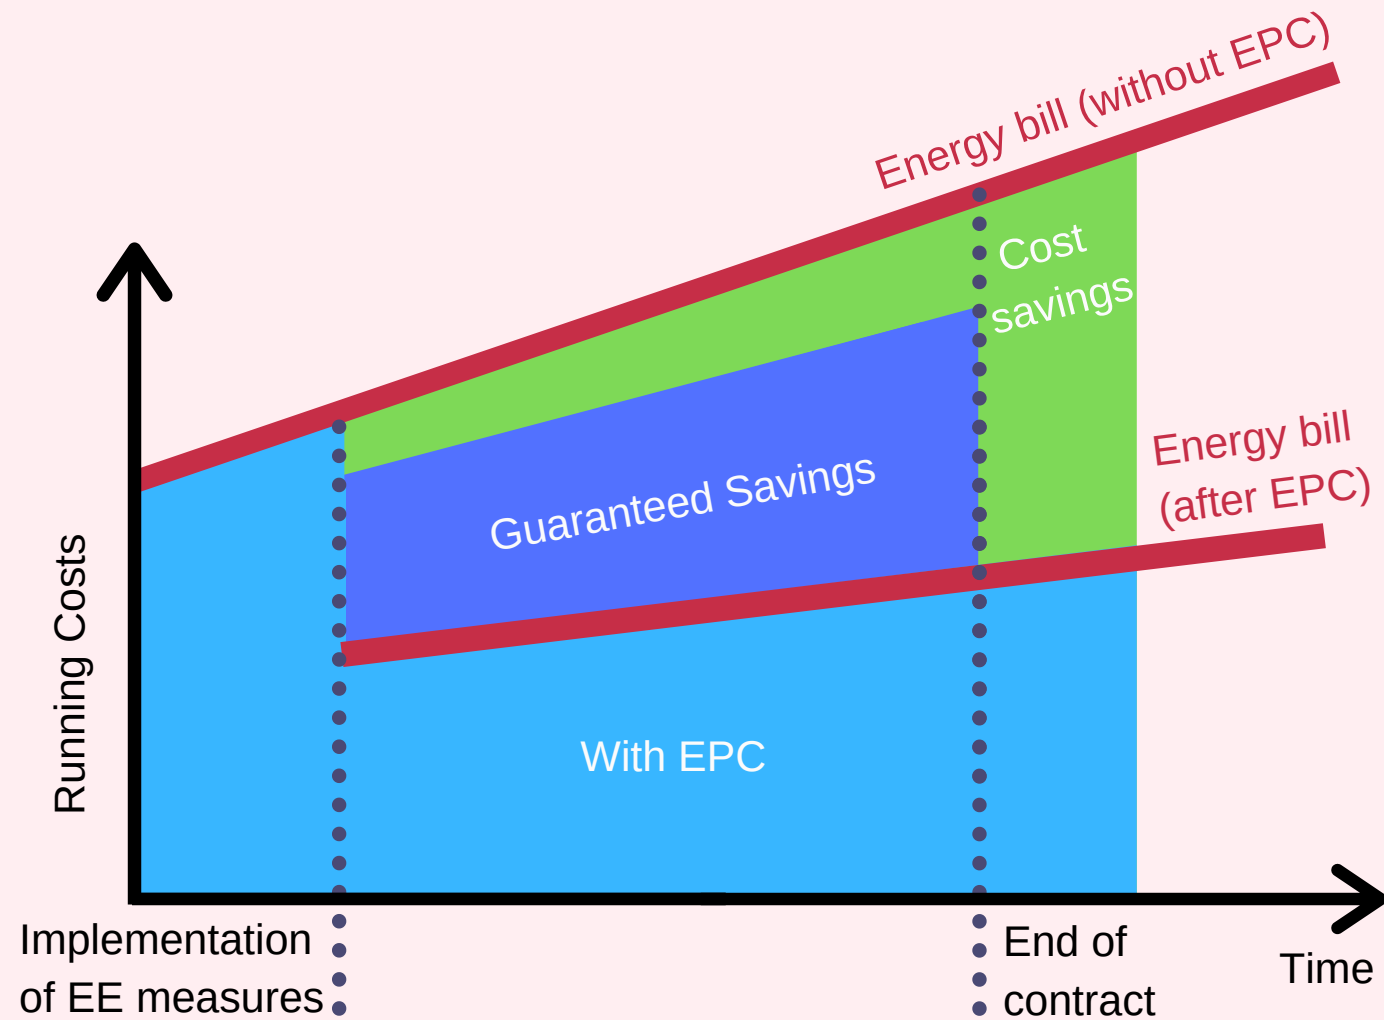 Energy bill (without EPC)
Cost
savings
Energy bill
(after EPC)
Guaranteed Savings
With EPC
Running Costs
Implementation
of EE measures
End of
contract
Time